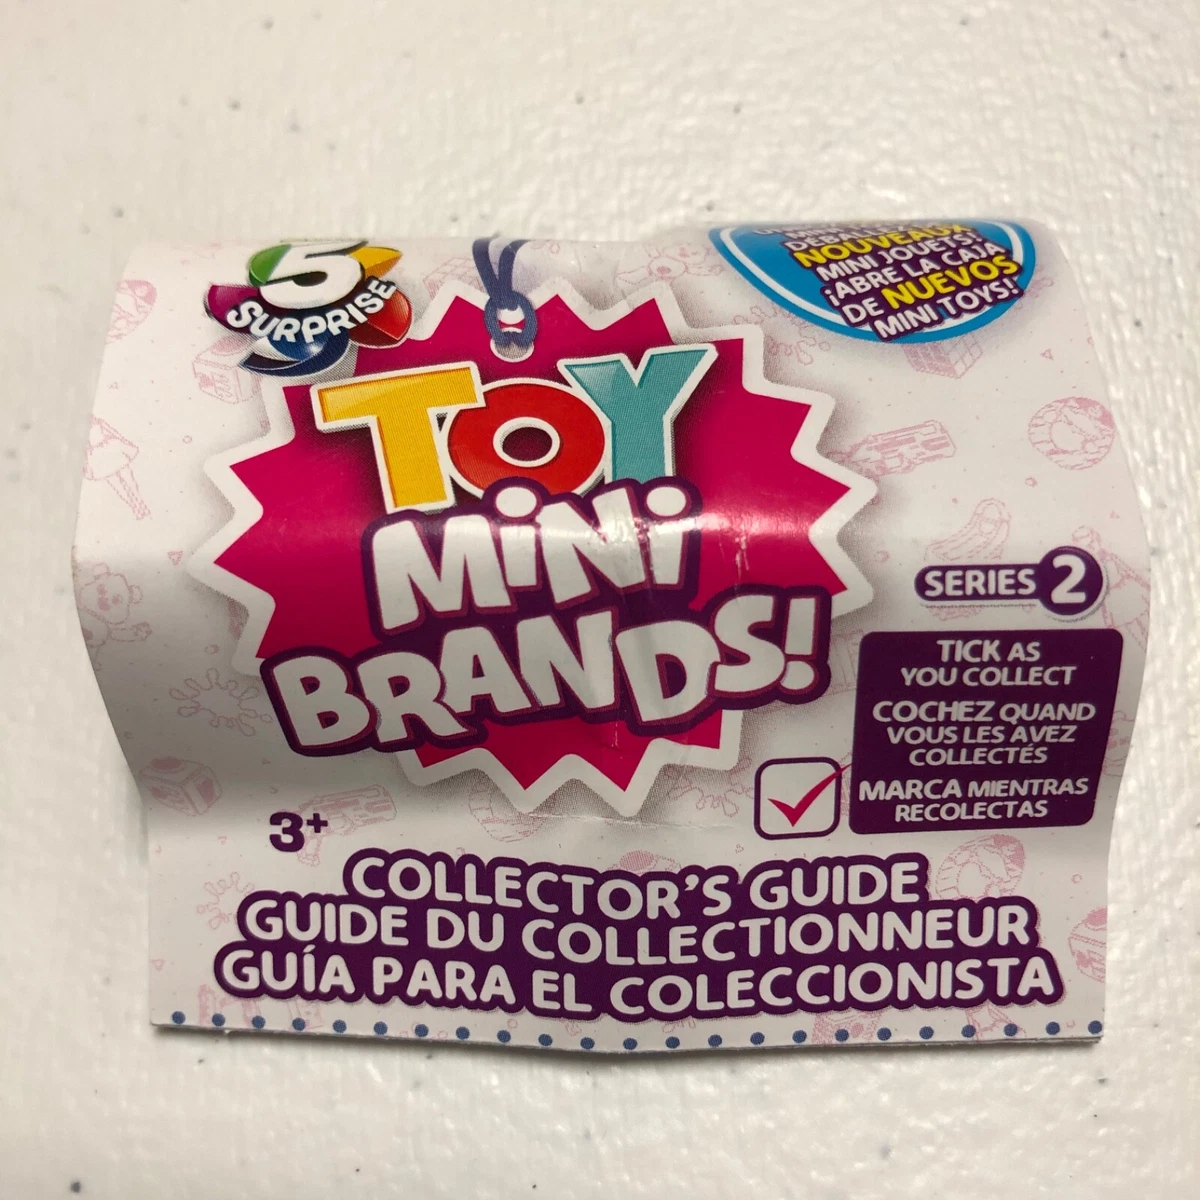 5
SURPRISE
NOUVEAUX
MINI JOUETS!
¡ABRE LA CAJA
DE NUEVOS
MINI TOYS!
TOY
MINI
BRANDS!
SERIES 2
TICK AS
YOU COLLECT
COCHEZ QUAND
VOUS LES AVEZ
COLLECTÉS
MARCA MIENTRAS
RECOLECTAS
3+
COLLECTOR'S GUIDE
GUIDE DU COLLECTIONNEUR
GUÍA PARA EL COLECCIONISTA